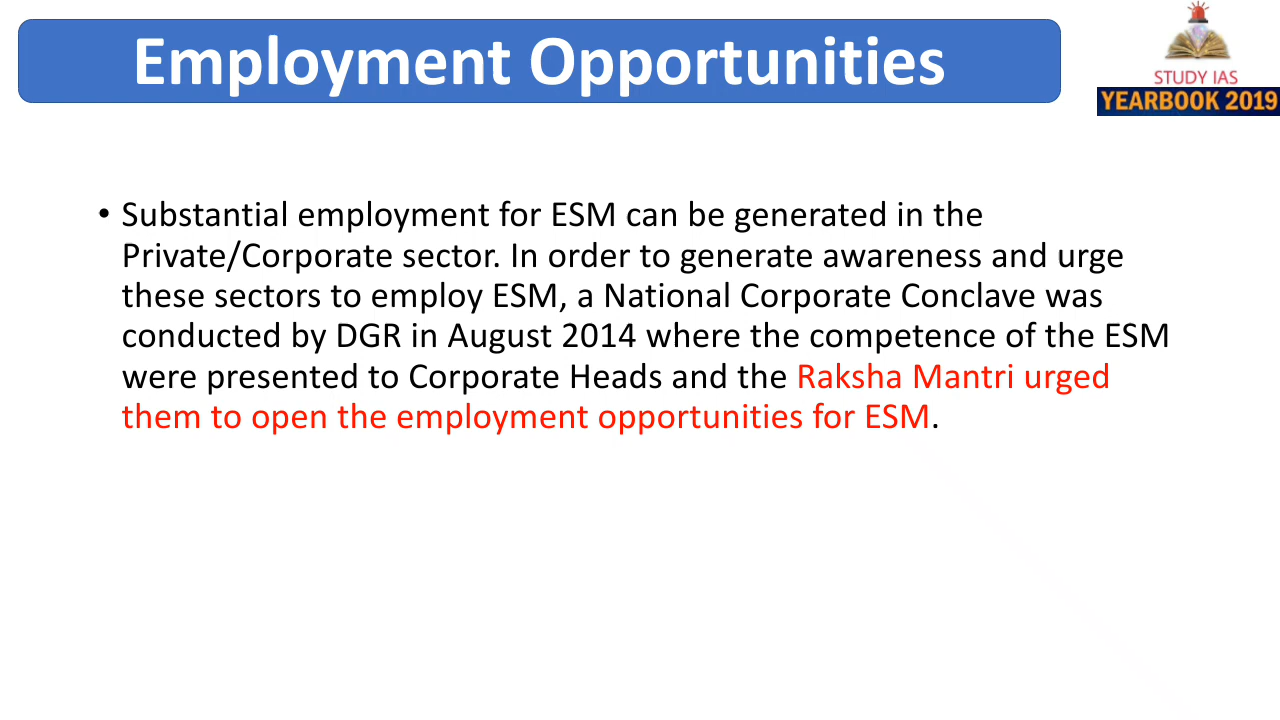 Employment Opportunities
STUDY IAS
YEARBOOK 2019
• Substantial employment for ESM can be generated in the
Private/Corporate sector. In order to generate awareness and urge
these sectors to employ ESM, a National Corporate Conclave was
conducted by DGR in August 2014 where the competence of the ESM
were presented to Corporate Heads and the Raksha Mantri urged
them to open the employment opportunities for ESM.